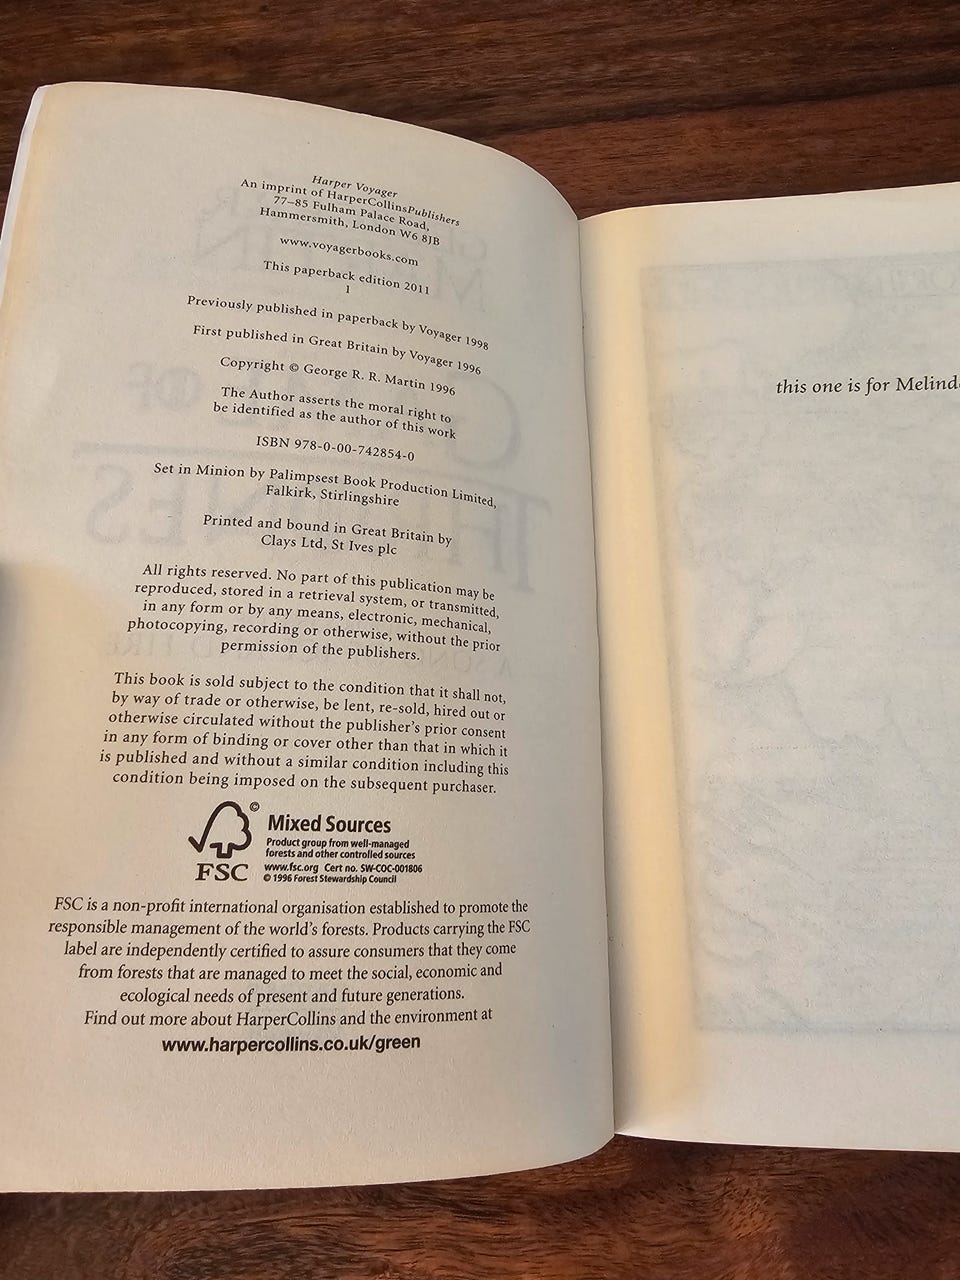 Harper Voyager
An imprint of HarperCollinsPublishers
77–85 Fulham Palace Road,
Hammersmith, London W6 8JB
www.voyagerbooks.com
This paperback edition 2011
1
Previously published in paperback by Voyager 1998
First published in Great Britain by Voyager 1996
Copyright © George R. R. Martin 1996
The Author asserts the moral right to
be identified as the author of this work
ISBN 978-0-00-742854-0
Set in Minion by Palimpsest Book Production Limited,
Falkirk, Stirlingshire
Printed and bound in Great Britain by
Clays Ltd, St Ives plc
All rights reserved. No part of this publication may be
reproduced, stored in a retrieval system, or transmitted,
in any form or by any means, electronic, mechanical,
photocopying, recording or otherwise, without the prior
permission of the publishers.
This book is sold subject to the condition that it shall not,
by way of trade or otherwise, be lent, re-sold, hired out or
otherwise circulated without the publisher's prior consent
in any form of binding or cover other than that in which it
is published and without a similar condition including this
condition being imposed on the subsequent purchaser.
©
FSC
Mixed Sources
Product group from well-managed
forests and other controlled sources
www.fsc.org Cert no. SW-COC-001806
© 1996 Forest Stewardship Council
FSC is a non-profit international organisation established to promote the
responsible management of the world's forests. Products carrying the FSC
label are independently certified to assure consumers that they come
from forests that are managed to meet the social, economic and
ecological needs of present and future generations.
Find out more about HarperCollins and the environment at
www.harpercollins.co.uk/green
this one is for Melind